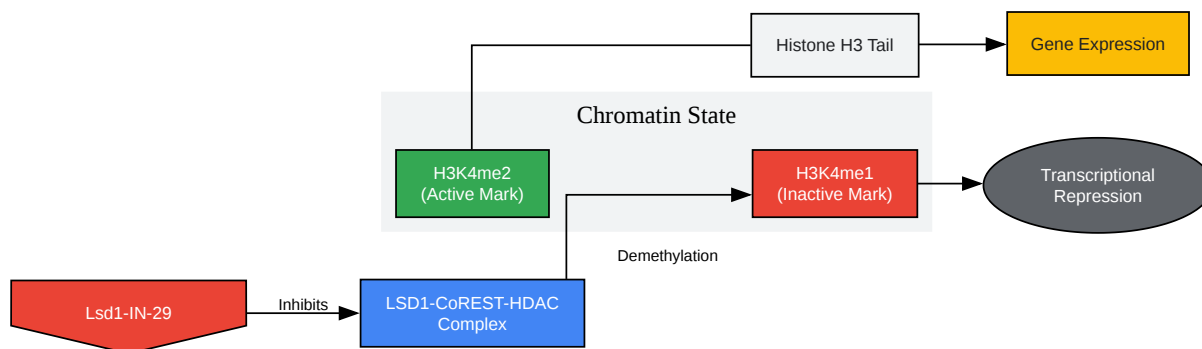 Histone H3 Tail
Gene Expression
Chromatin State
H3K4me2
(Active Mark)
H3K4me1
(Inactive Mark)
Transcriptional
Repression
Demethylation
Lsd1-IN-29
Inhibits
LSD1-CoREST-HDAC
Complex